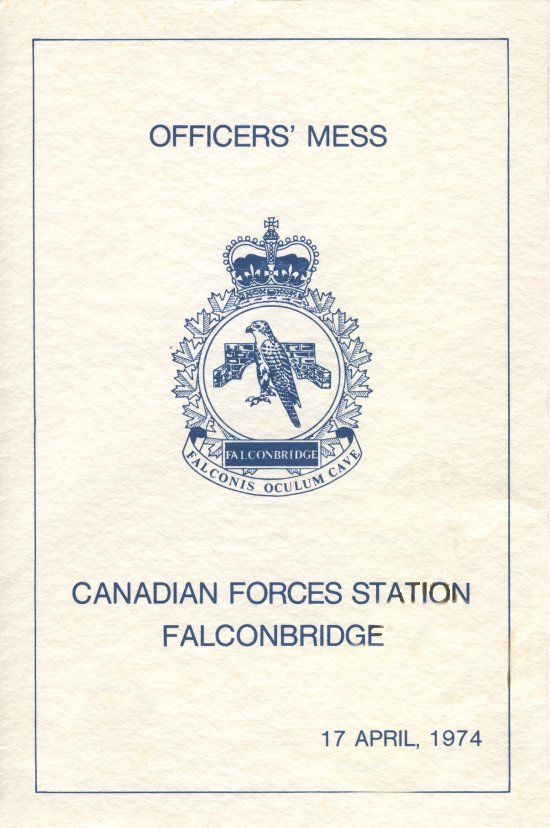 OFFICERS' MESS
FALCONBRIDGE
FALCONIS OCULUM CAVE
CANADIAN FORCES STATION
FALCONBRIDGE
17 APRIL, 1974